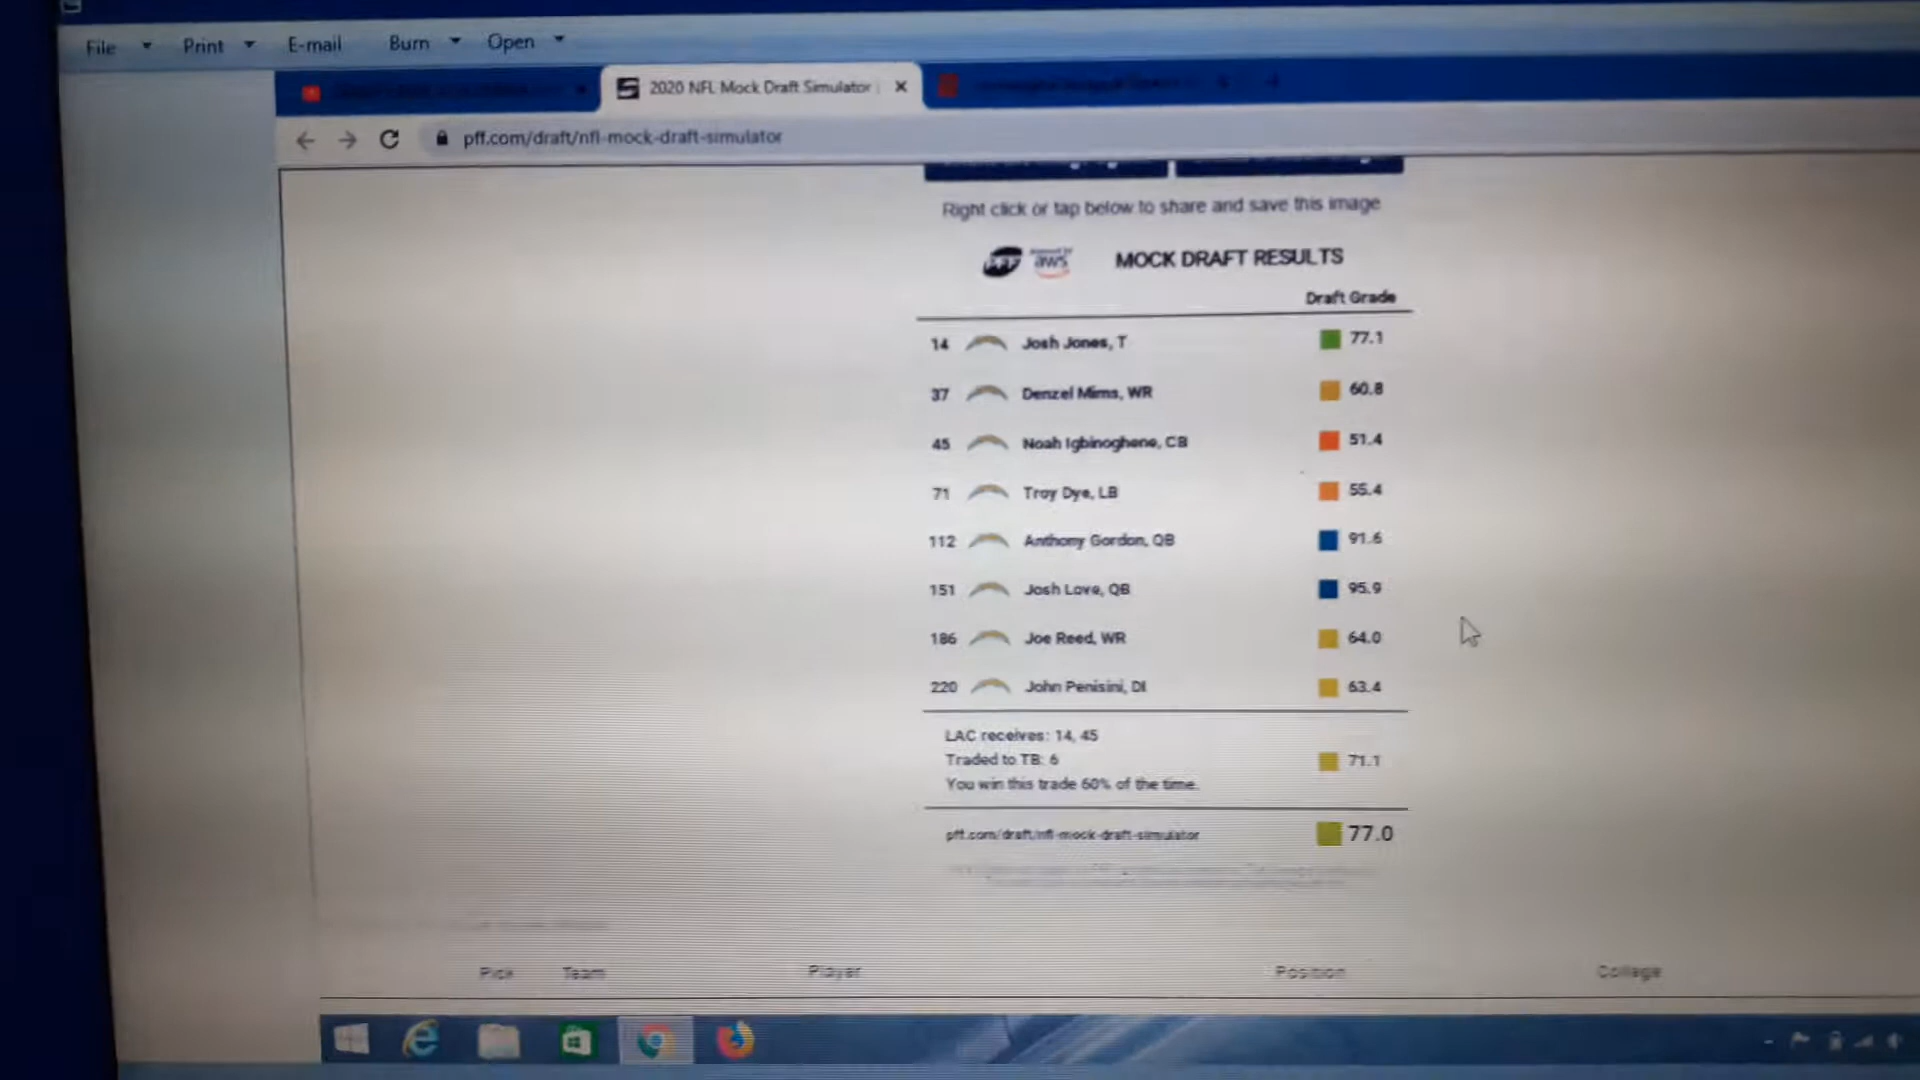 File Print E-mail Burn Open
2020 NFL Mock Draft Simulator
pff.com/draft/nfl-mock-draft-simulator
Right click or tap below to share and save this image
PFF aws MOCK DRAFT RESULTS
Draft Grade
14 Josh Jones, T 77.1
37 Denzel Mims, WR 60.8
45 Noah Igbinoghene, CB 51.4
71 Troy Dye, LB 55.4
112 Anthony Gordon, QB 91.6
151 Josh Love, QB 95.9
186 Joe Reed, WR 64.0
220 John Penisini, DI 63.4
LAC receives: 14, 45
Traded to TB: 6
You win this trade 60% of the time.
71.1
pff.com/draft/nfl-mock-draft-simulator 77.0
Pick Team Player Position College